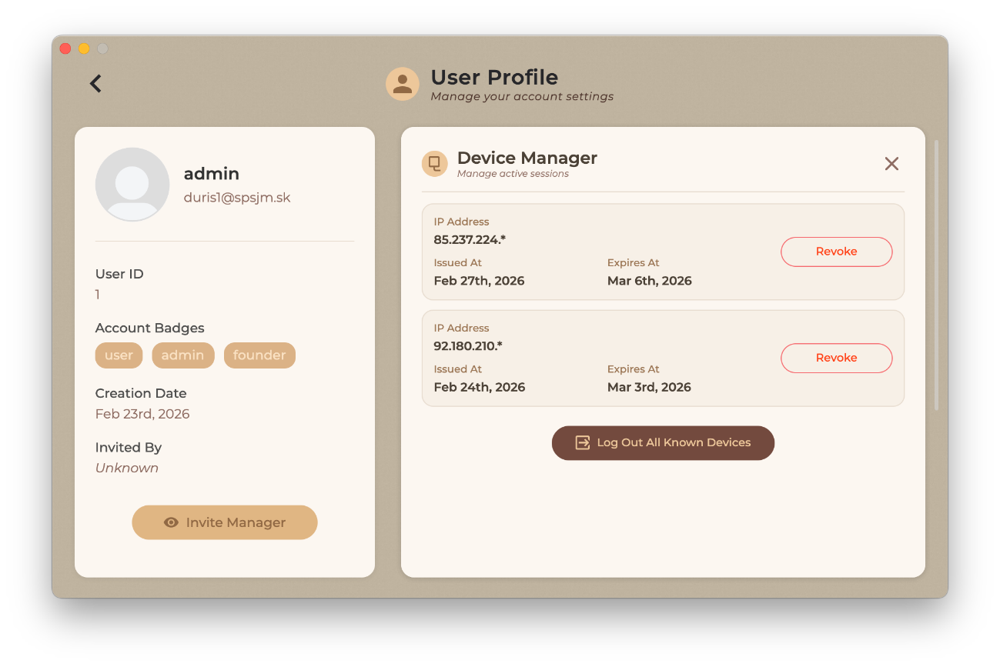 User Profile
Manage your account settings
admin
duris1@spsjm.sk
User ID
1
Account Badges
user admin founder
Creation Date
Feb 23rd, 2026
Invited By
Unknown
Invite Manager
Device Manager
Manage active sessions
IP Address
85.237.224.*
Issued At Expires At
Feb 27th, 2026 Mar 6th, 2026
Revoke
IP Address
92.180.210.*
Issued At Expires At
Feb 24th, 2026 Mar 3rd, 2026
Revoke
Log Out All Known Devices